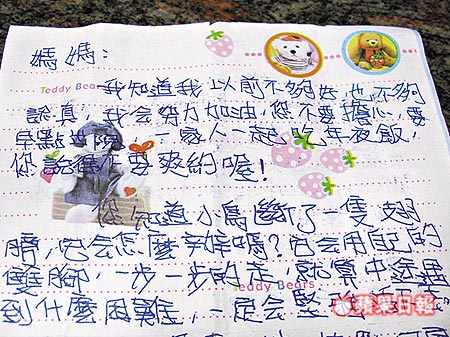 媽媽:
Teddy Bears
我知道我以前不夠 也不夠
認真,我会努力加油,您不要擔心,要
早點出院,一家人一起吃年夜飯,
您說得不要爽約喔!
您知道小鳥斷了一隻翅
膀,它会怎麼 嗎?它会用自己的
雙腳,一步一步的走,就算中途遇
Teddy Bears
到什麼困難,一定会堅
蘋果日報